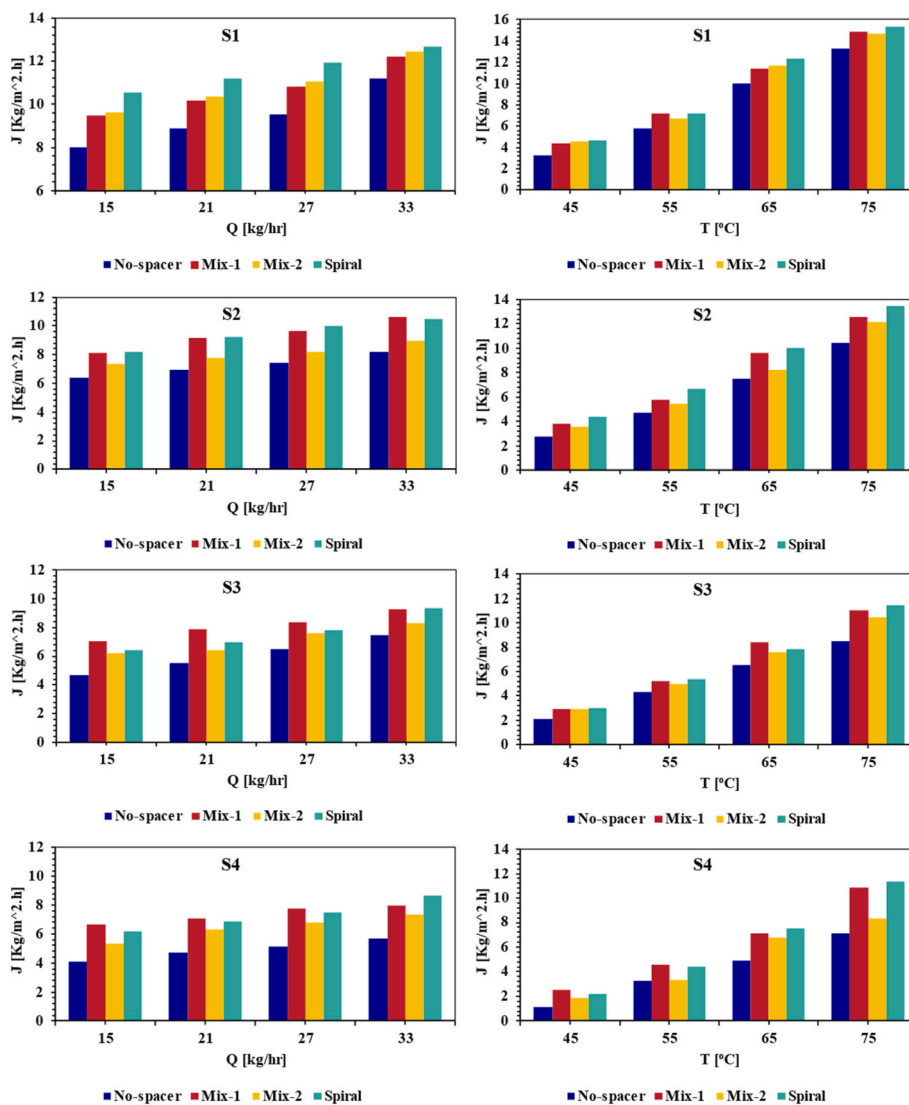 S1
J [Kg/m^2.h]
14
12
10
8
6
15 21 27 33
Q [kg/hr]
No-spacer Mix-1 Mix-2 Spiral
S1
J [Kg/m^2.h]
16
14
12
10
8
6
4
2
0
45 55 65 75
T [ºC]
No-spacer Mix-1 Mix-2 Spiral
S2
J [Kg/m^2.h]
12
10
8
6
4
2
0
15 21 27 33
Q [kg/hr]
No-spacer Mix-1 Mix-2 Spiral
S2
J [Kg/m^2.h]
14
12
10
8
6
4
2
0
45 55 65 75
T [ºC]
No-spacer Mix-1 Mix-2 Spiral
S3
J [Kg/m^2.h]
12
10
8
6
4
2
0
15 21 27 33
Q [kg/hr]
No-spacer Mix-1 Mix-2 Spiral
S3
J [Kg/m^2.h]
14
12
10
8
6
4
2
0
45 55 65 75
T [ºC]
No-spacer Mix-1 Mix-2 Spiral
S4
J [Kg/m^2.h]
12
10
8
6
4
2
0
15 21 27 33
Q [kg/hr]
No-spacer Mix-1 Mix-2 Spiral
S4
J [Kg/m^2.h]
14
12
10
8
6
4
2
0
45 55 65 75
T [ºC]
No-spacer Mix-1 Mix-2 Spiral